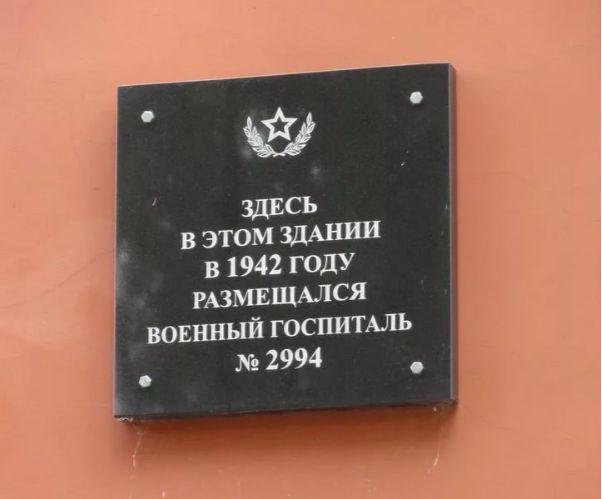 ЗДЕСЬ
В ЭТОМ ЗДАНИИ
В 1942 ГОДУ
РАЗМЕЩАЛСЯ
ВОЕННЫЙ ГОСПИТАЛЬ
№ 2994